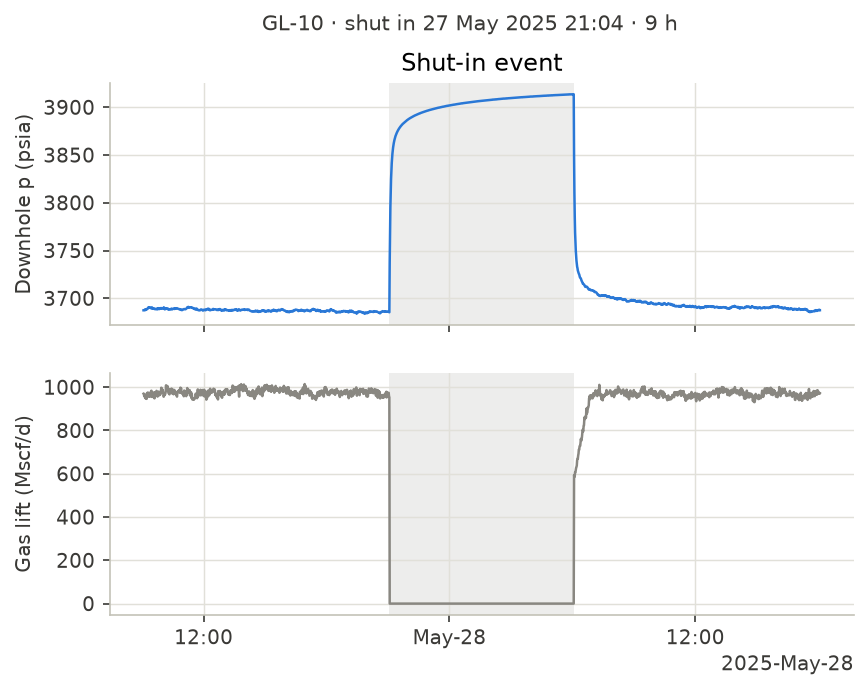 GL-10 · shut in 27 May 2025 21:04 · 9 h
Shut-in event
Downhole p (psia)
3900
3850
3800
3750
3700
Gas lift (Mscf/d)
1000
800
600
400
200
0
12:00 May-28 12:00
2025-May-28